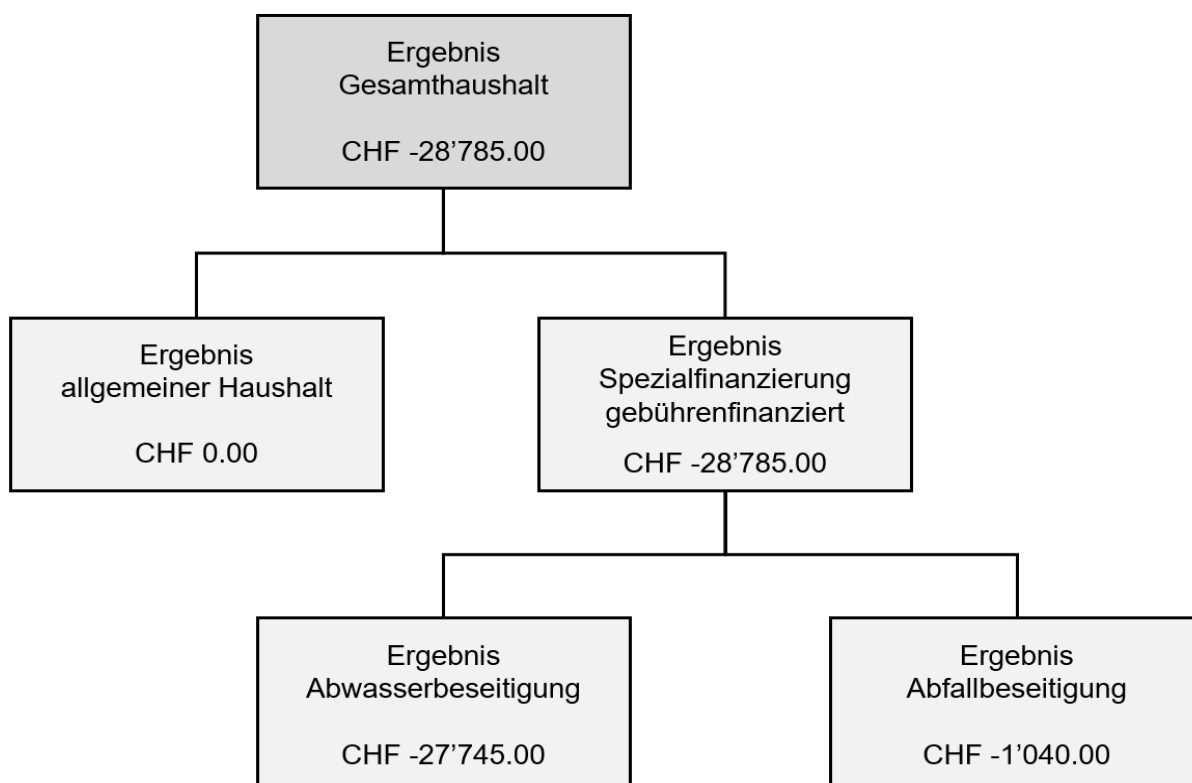 Ergebnis
Gesamthaushalt
CHF -28’785.00
Ergebnis
allgemeiner Haushalt
CHF 0.00
Ergebnis
Spezialfinanzierung
gebührenfinanziert
CHF -28’785.00
Ergebnis
Abwasserbeseitigung
CHF -27’745.00
Ergebnis
Abfallbeseitigung
CHF -1’040.00